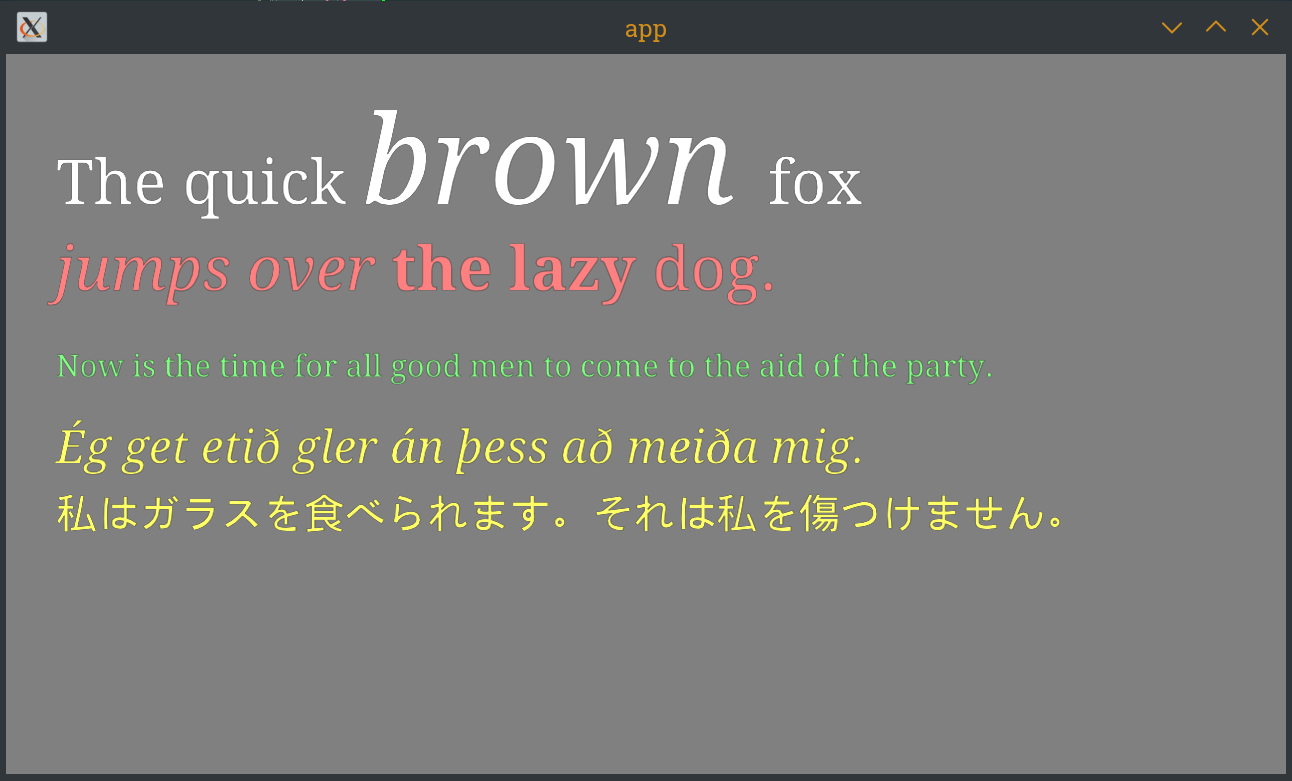 app
The quick brown fox
jumps over the lazy dog.
Now is the time for all good men to come to the aid of the party.
Ég get etið gler án þess að meiða mig.
私はガラスを食べられます。それは私を傷つけません。